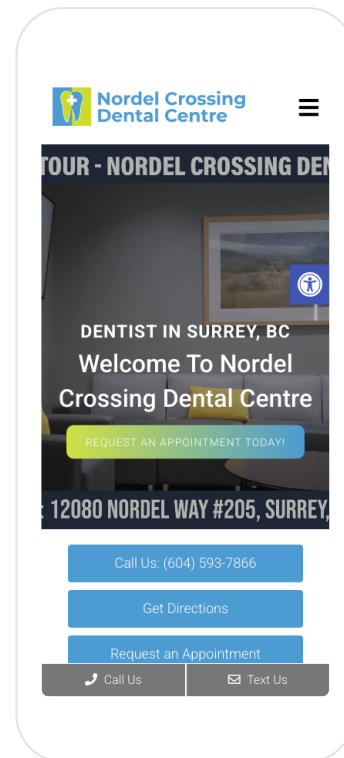 Nordel Crossing
Dental Centre
TOUR - NORDEL CROSSING DEN
DENTIST IN SURREY, BC
Welcome To Nordel
Crossing Dental Centre
REQUEST AN APPOINTMENT TODAY!
: 12080 NORDEL WAY #205, SURREY,
Call Us: (604) 593-7866
Get Directions
Request an Appointment
Call Us
Text Us